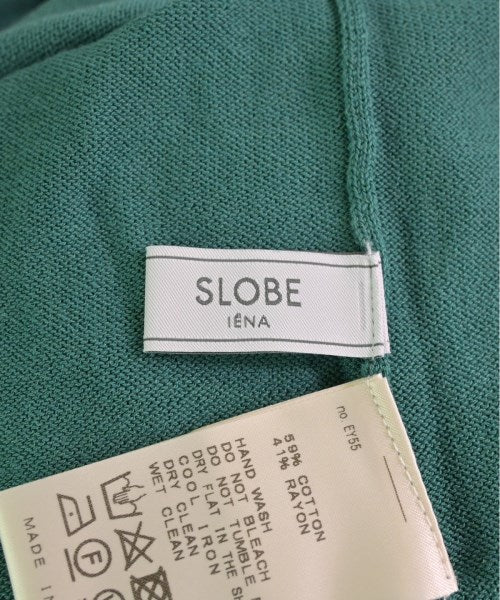 SLOBE
IÉNA
no EY55
59% COTTON
41% RAYON
HAND WASH
DO NOT BLEACH
DO NOT TUMBLE
DRY FLAT IN THE
COOL IRON
DRY CLEAN
WET CLEAN
F
MADE IN